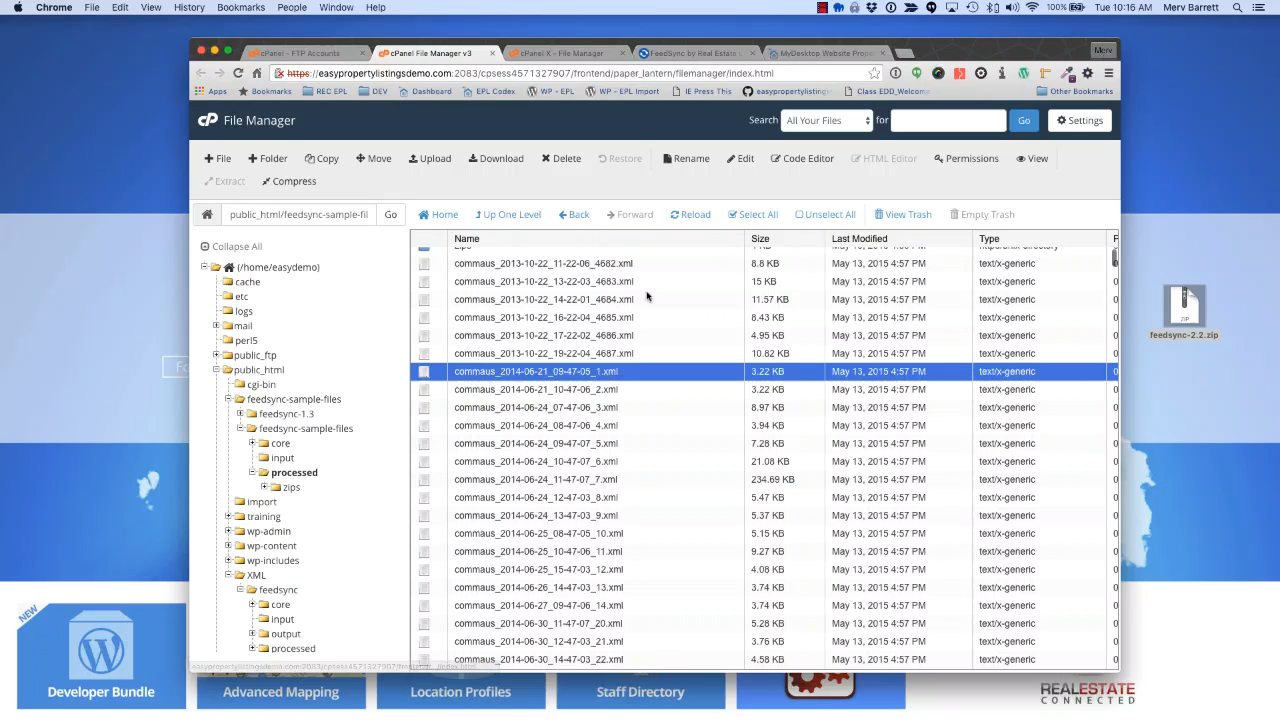 Chrome File Edit View History Bookmarks People Window Help 100% Tue 10:16 AM Merv Barrett
cPanel - FTP Accounts cPanel File Manager v3 cPanel X - File Manager FeedSync by Real Estate MyDesktop Website Prop Merv
https://easypropertylistingsdemo.com:2083/cpsess4571327907/frontend/paper_lantern/filemanager/index.html
Apps Bookmarks REC EPL DEV Dashboard EPL Codex WP - EPL WP - EPL Import IE Press This easypropertylisting Class EDD_Welcome Other Bookmarks
cP File Manager Search All Your Files for Go Settings
File Folder Copy Move Upload Download Delete Restore Rename Edit Code Editor HTML Editor Permissions View
Extract Compress
public_html/feedsync-sample-fil Go Home Up One Level Back Forward Reload Select All Unselect All View Trash Empty Trash
Collapse All
(/home/easydemo)
cache
etc
logs
mail
perl5
public_ftp
public_html
cgi-bin
feedsync-sample-files
feedsync-1.3
feedsync-sample-files
core
input
processed
zips
import
training
wp-admin
wp-content
wp-includes
XML
feedsync
core
input
output
processed
Name Size Last Modified Type
commaus_2013-10-22_11-22-06_4682.xml 8.8 KB May 13, 2015 4:57 PM text/x-generic
commaus_2013-10-22_13-22-03_4683.xml 15 KB May 13, 2015 4:57 PM text/x-generic
commaus_2013-10-22_14-22-01_4684.xml 11.57 KB May 13, 2015 4:57 PM text/x-generic
commaus_2013-10-22_16-22-04_4685.xml 8.43 KB May 13, 2015 4:57 PM text/x-generic
commaus_2013-10-22_17-22-02_4686.xml 4.95 KB May 13, 2015 4:57 PM text/x-generic
commaus_2013-10-22_19-22-04_4687.xml 10.82 KB May 13, 2015 4:57 PM text/x-generic
commaus_2014-06-21_09-47-05_1.xml 3.22 KB May 13, 2015 4:57 PM text/x-generic
commaus_2014-06-21_10-47-06_2.xml 3.22 KB May 13, 2015 4:57 PM text/x-generic
commaus_2014-06-24_07-47-06_3.xml 8.97 KB May 13, 2015 4:57 PM text/x-generic
commaus_2014-06-24_08-47-06_4.xml 3.94 KB May 13, 2015 4:57 PM text/x-generic
commaus_2014-06-24_09-47-07_5.xml 7.28 KB May 13, 2015 4:57 PM text/x-generic
commaus_2014-06-24_10-47-07_6.xml 21.08 KB May 13, 2015 4:57 PM text/x-generic
commaus_2014-06-24_11-47-07_7.xml 234.69 KB May 13, 2015 4:57 PM text/x-generic
commaus_2014-06-24_12-47-03_8.xml 5.47 KB May 13, 2015 4:57 PM text/x-generic
commaus_2014-06-24_13-47-03_9.xml 5.37 KB May 13, 2015 4:57 PM text/x-generic
commaus_2014-06-25_08-47-05_10.xml 5.15 KB May 13, 2015 4:57 PM text/x-generic
commaus_2014-06-25_10-47-06_11.xml 9.27 KB May 13, 2015 4:57 PM text/x-generic
commaus_2014-06-25_15-47-03_12.xml 4.08 KB May 13, 2015 4:57 PM text/x-generic
commaus_2014-06-26_14-47-03_13.xml 3.74 KB May 13, 2015 4:57 PM text/x-generic
commaus_2014-06-27_09-47-06_14.xml 3.74 KB May 13, 2015 4:57 PM text/x-generic
commaus_2014-06-30_11-47-07_20.xml 5.28 KB May 13, 2015 4:57 PM text/x-generic
commaus_2014-06-30_12-47-03_21.xml 3.76 KB May 13, 2015 4:57 PM text/x-generic
commaus_2014-06-30_14-47-03_22.xml 4.58 KB May 13, 2015 4:57 PM text/x-generic
ZIP
feedsync-2.2.zip
NEW
Developer Bundle Advanced Mapping Location Profiles Staff Directory
REALESTATE
CONNECTED